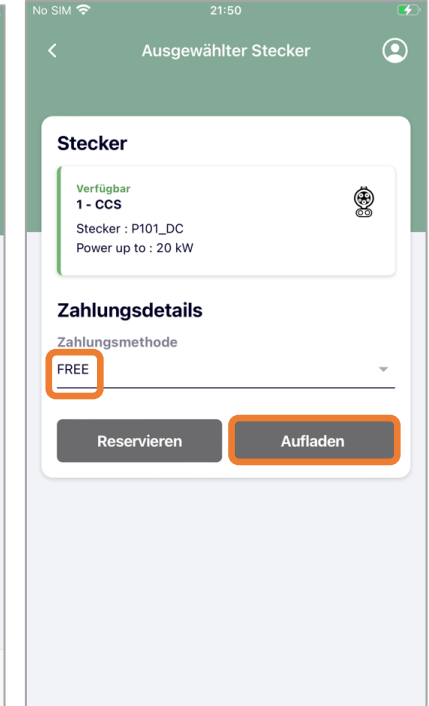 No SIM 21:50
Ausgewählter Stecker
Stecker
Verfügbar
1 - CCS
Stecker : P101_DC
Power up to : 20 kW
Zahlungsdetails
Zahlungsmethode
FREE
Reservieren Aufladen